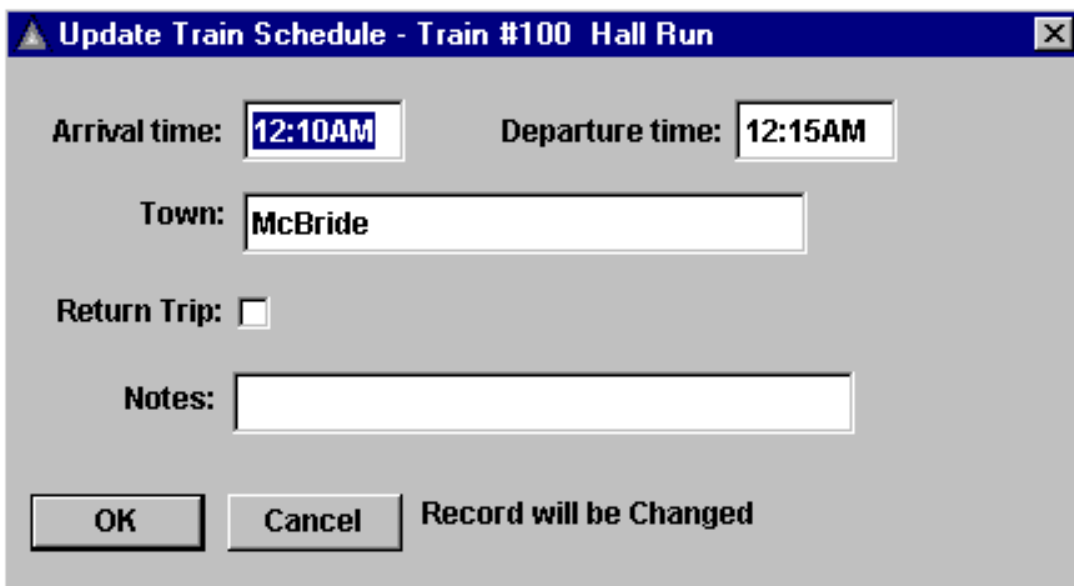 Update Train Schedule - Train #100  Hall Run
Arrival time: 12:10AM Departure time: 12:15AM
Town: McBride
Return Trip:
Notes:
OK Cancel Record will be Changed